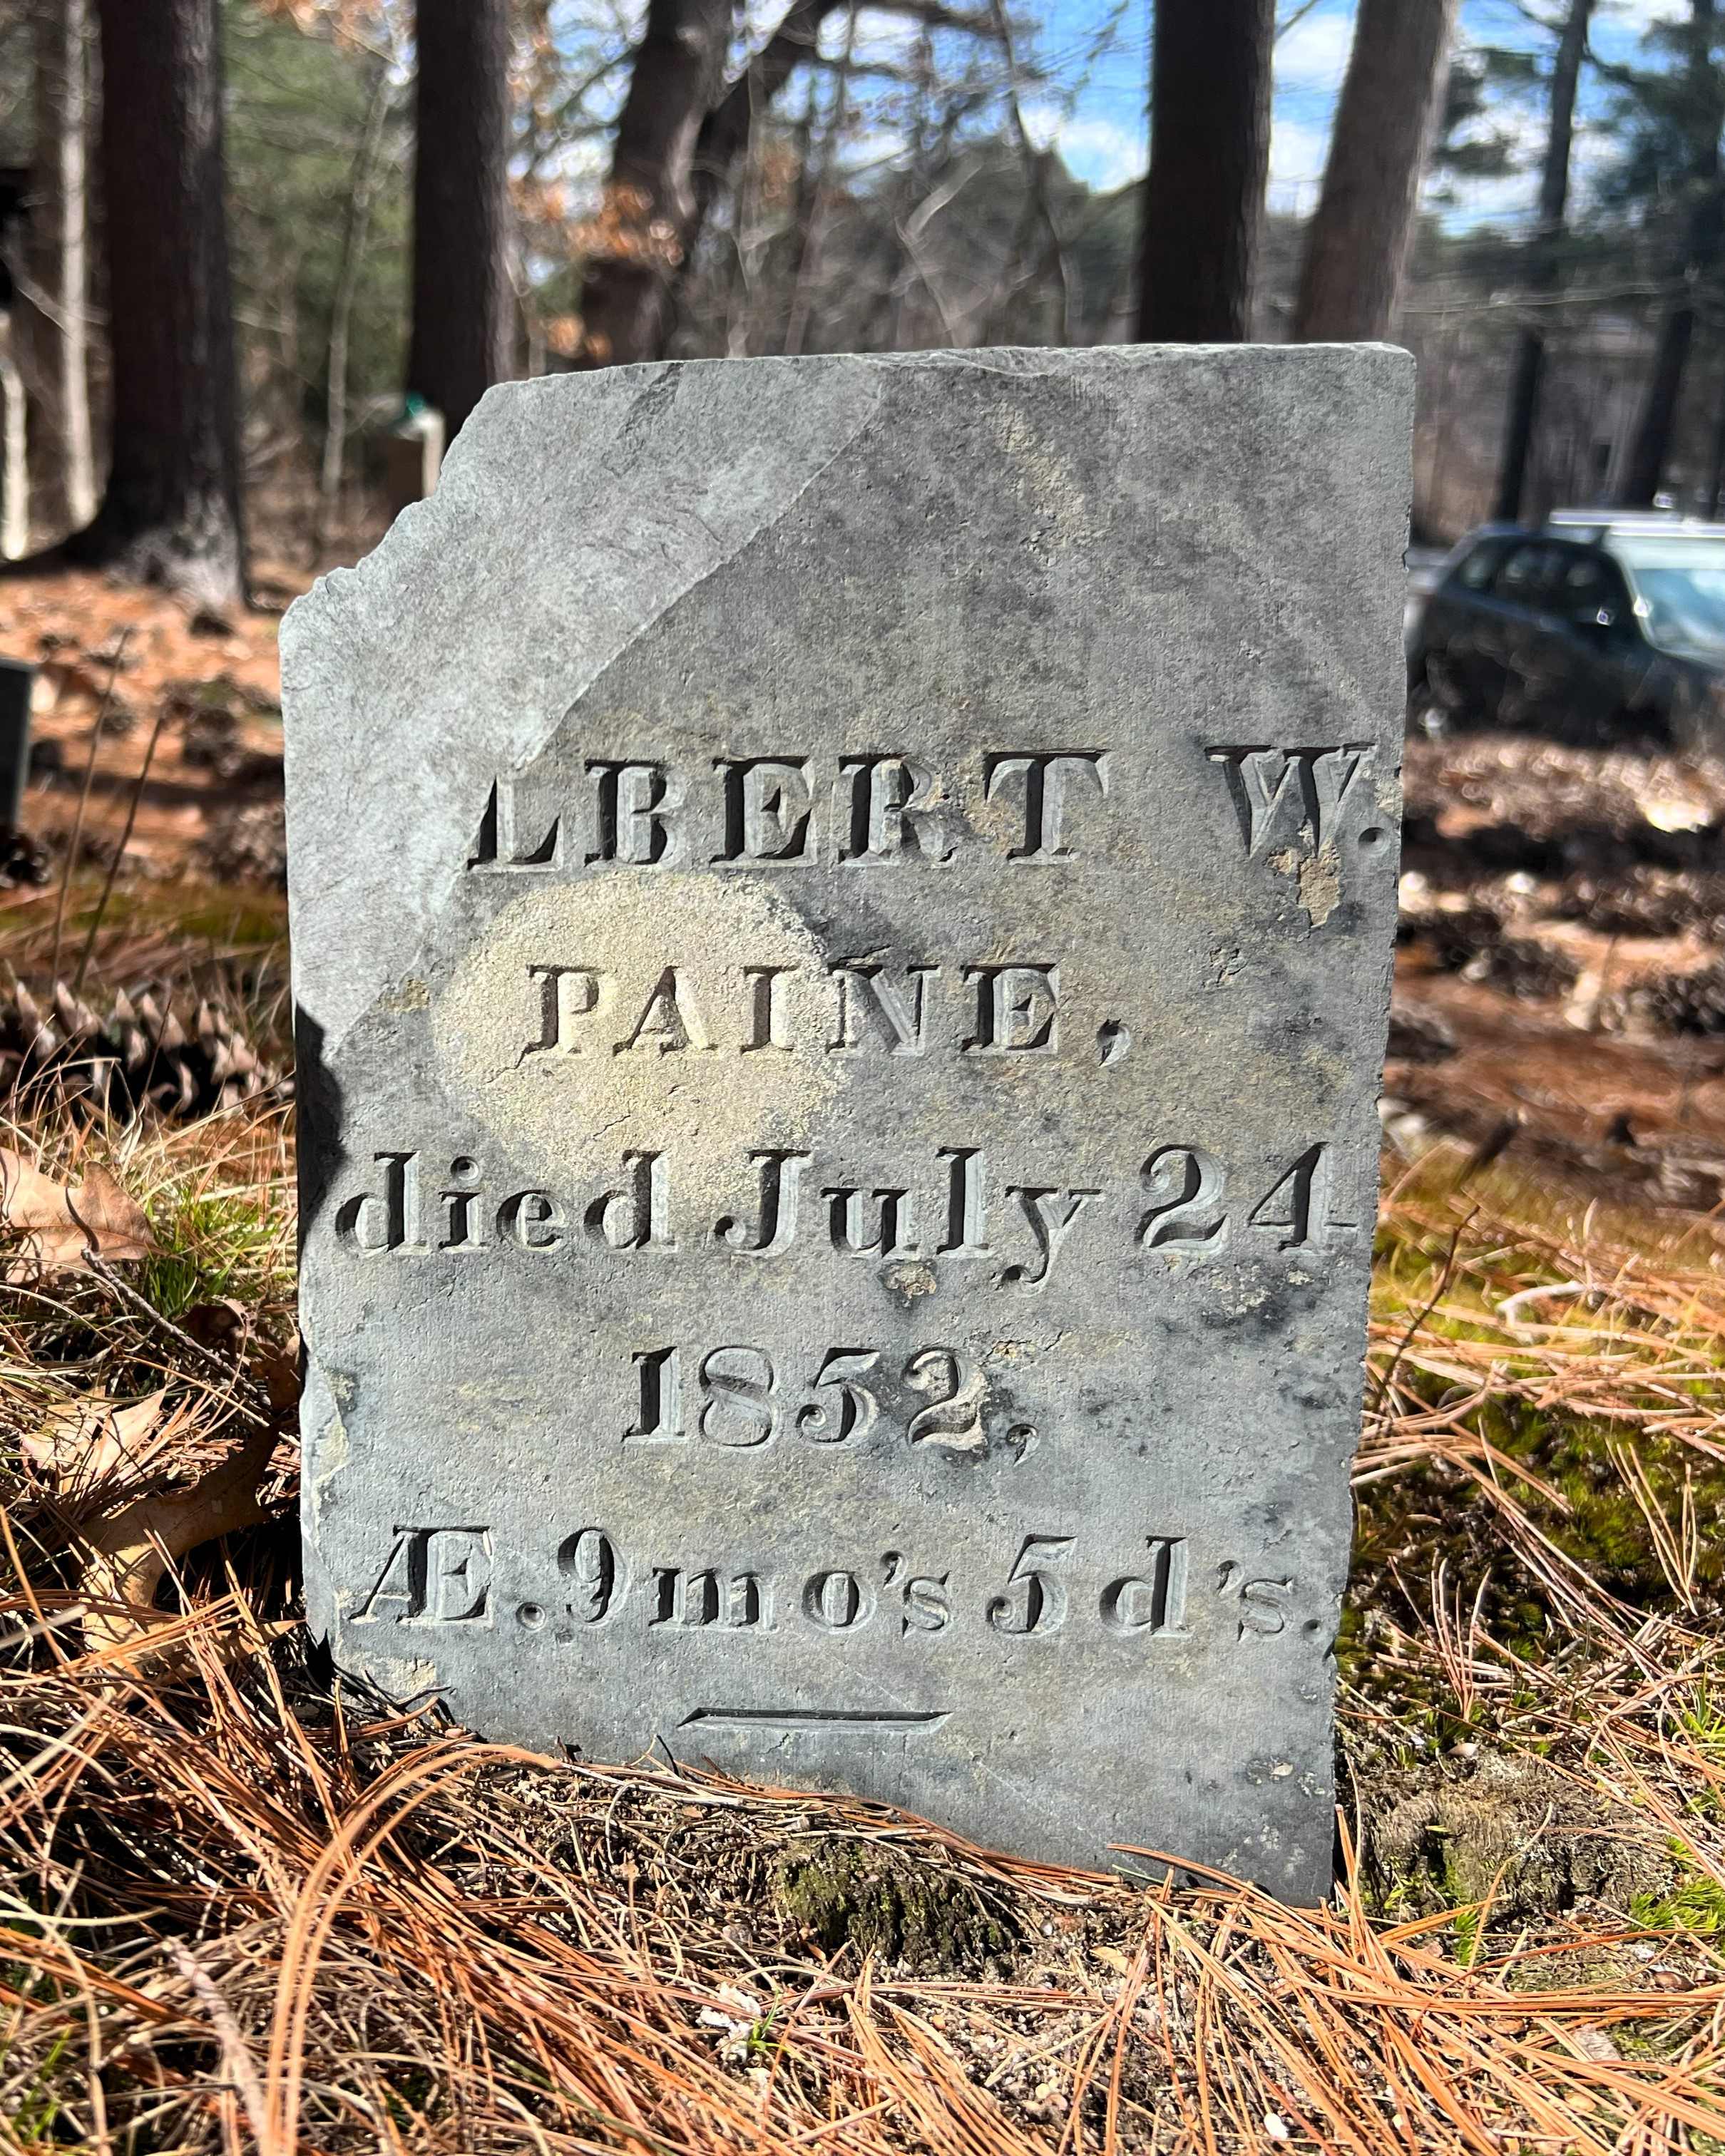 LBERT W.
PAINE,
died July 24
1852,
Æ. 9 mo's 5 d's.